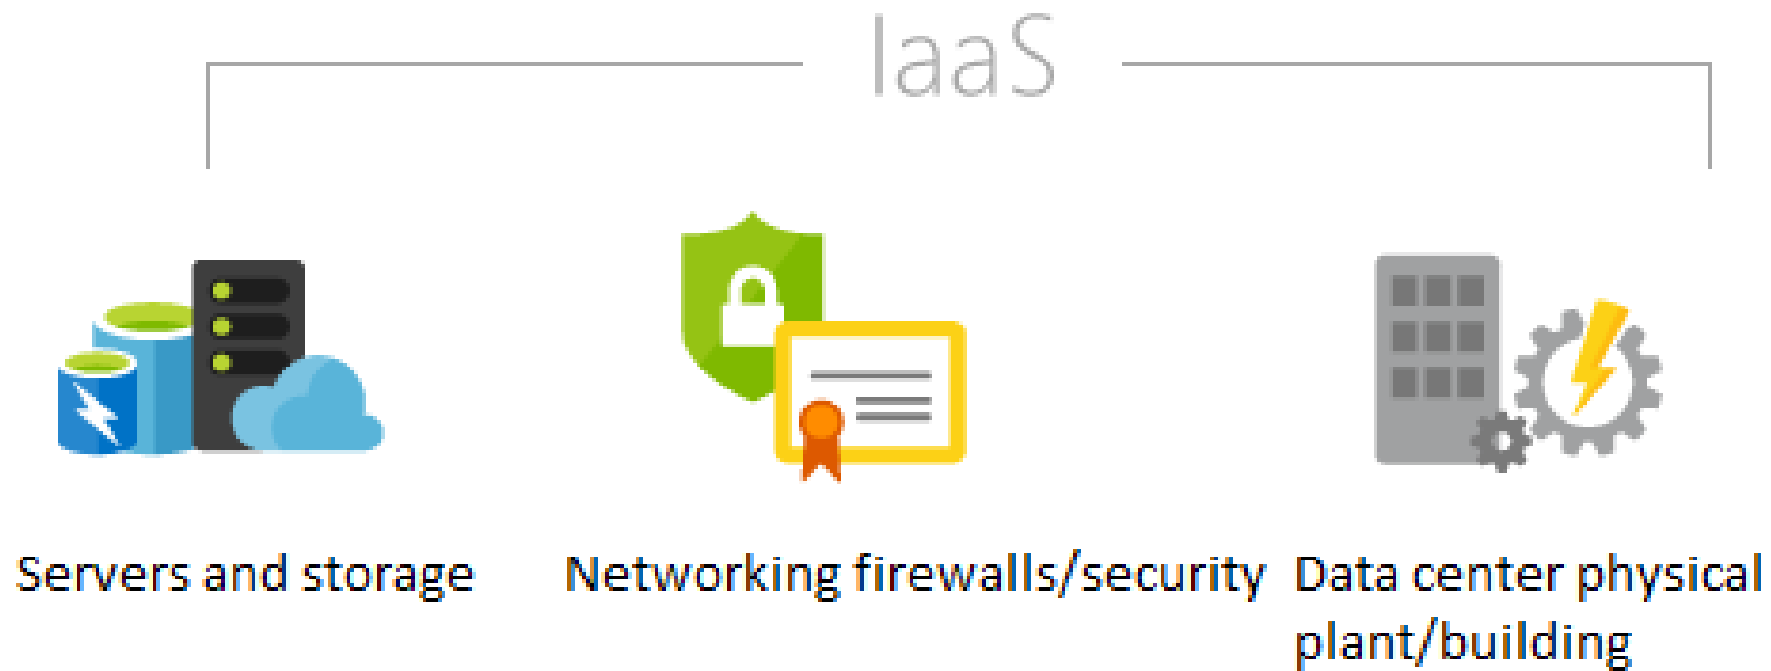 IaaS
Servers and storage
Networking firewalls/security
Data center physical
plant/building